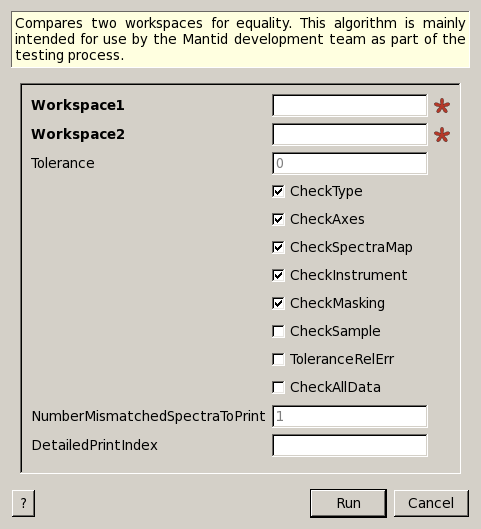 Compares two workspaces for equality. This algorithm is mainly
intended for use by the Mantid development team as part of the
testing process.
Workspace1
Workspace2
Tolerance 0
CheckType
CheckAxes
CheckSpectraMap
CheckInstrument
CheckMasking
CheckSample
ToleranceRelErr
CheckAllData
NumberMismatchedSpectraToPrint 1
DetailedPrintIndex
? Run Cancel